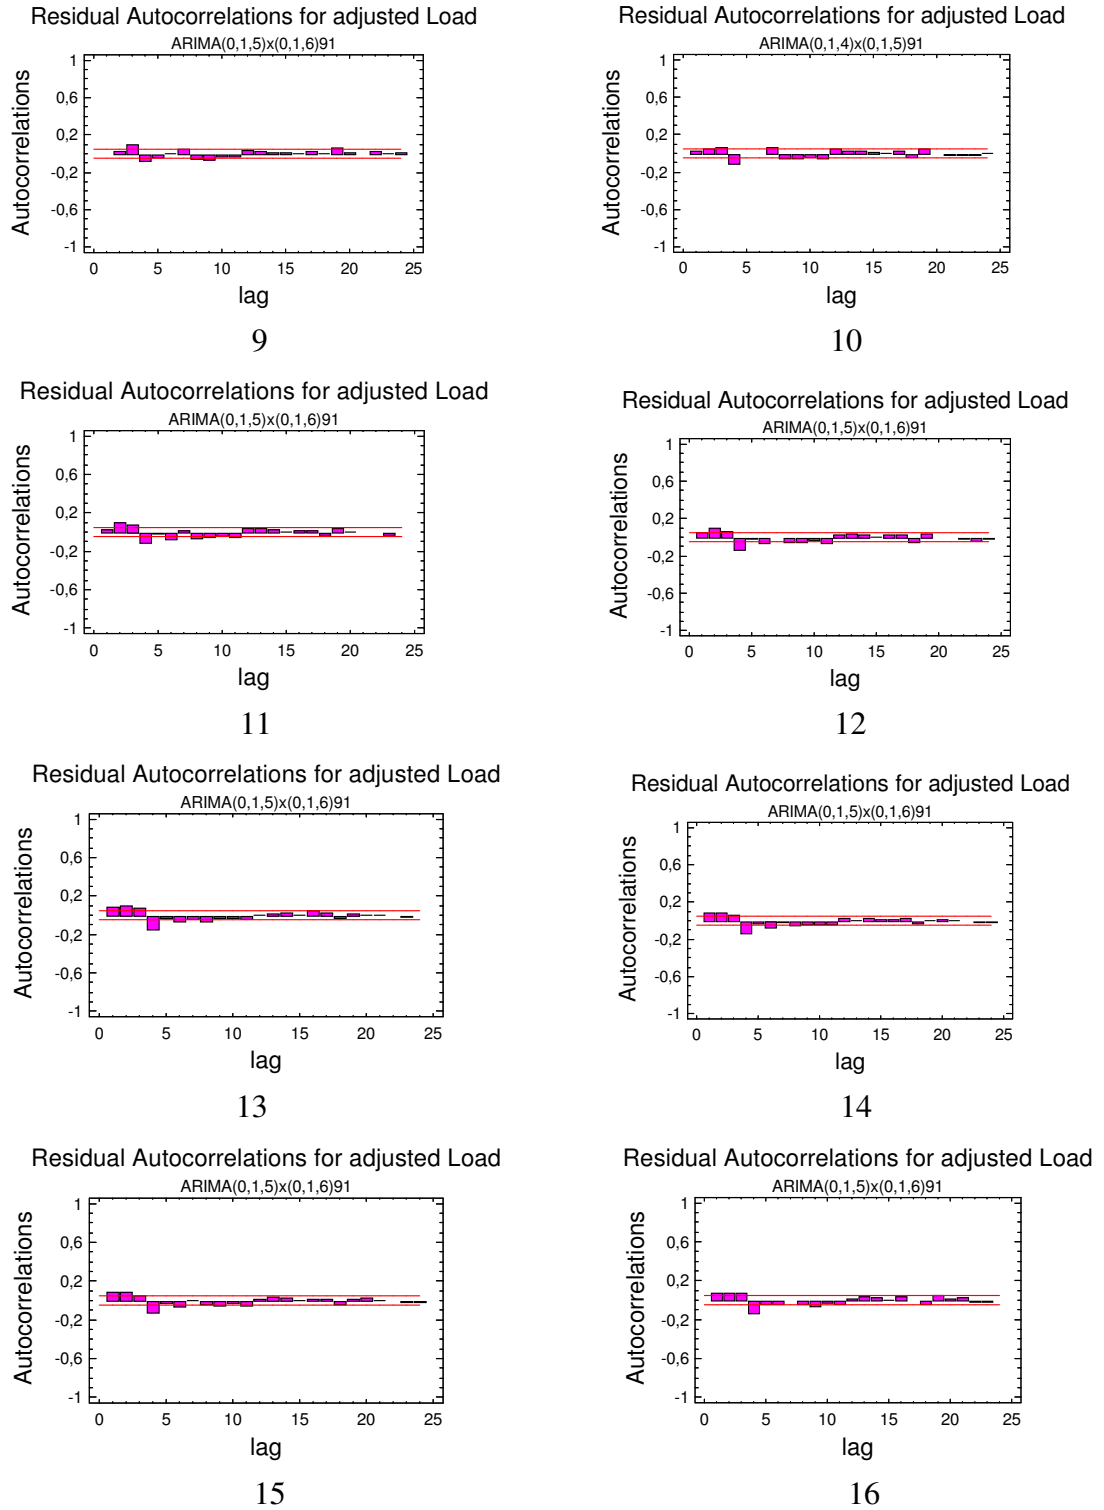 Residual Autocorrelations for adjusted Load
ARIMA(0,1,5)x(0,1,6)91
Autocorrelations
1
0,6
0,2
-0,2
-0,6
-1
0 5 10 15 20 25
lag
9
Residual Autocorrelations for adjusted Load
ARIMA(0,1,4)x(0,1,5)91
Autocorrelations
1
0,6
0,2
-0,2
-0,6
-1
0 5 10 15 20 25
lag
10
Residual Autocorrelations for adjusted Load
ARIMA(0,1,5)x(0,1,6)91
Autocorrelations
1
0,6
0,2
-0,2
-0,6
-1
0 5 10 15 20 25
lag
11
Residual Autocorrelations for adjusted Load
ARIMA(0,1,5)x(0,1,6)91
Autocorrelations
1
0,6
0,2
-0,2
-0,6
-1
0 5 10 15 20 25
lag
12
Residual Autocorrelations for adjusted Load
ARIMA(0,1,5)x(0,1,6)91
Autocorrelations
1
0,6
0,2
-0,2
-0,6
-1
0 5 10 15 20 25
lag
13
Residual Autocorrelations for adjusted Load
ARIMA(0,1,5)x(0,1,6)91
Autocorrelations
1
0,6
0,2
-0,2
-0,6
-1
0 5 10 15 20 25
lag
14
Residual Autocorrelations for adjusted Load
ARIMA(0,1,5)x(0,1,6)91
Autocorrelations
1
0,6
0,2
-0,2
-0,6
-1
0 5 10 15 20 25
lag
15
Residual Autocorrelations for adjusted Load
ARIMA(0,1,5)x(0,1,6)91
Autocorrelations
1
0,6
0,2
-0,2
-0,6
-1
0 5 10 15 20 25
lag
16